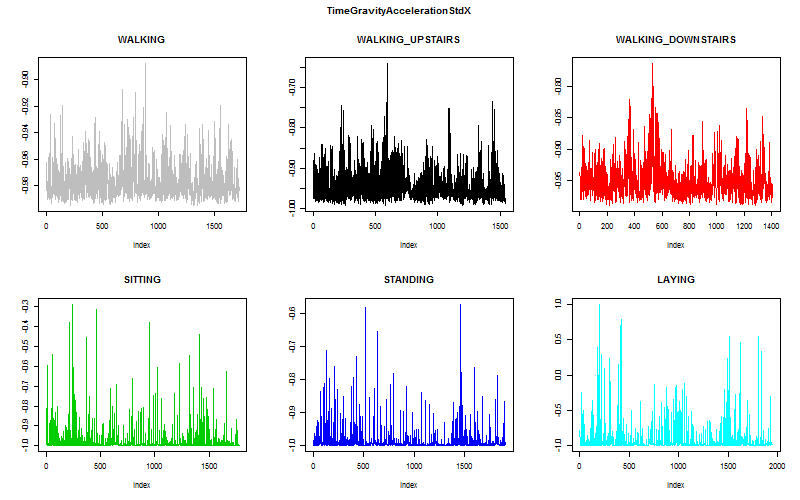 TimeGravityAccelerationStdX
WALKING
-0.90
-0.92
-0.94
-0.96
-0.98
0 500 1000 1500
Index
WALKING_UPSTAIRS
-0.70
-0.80
-0.90
-1.00
0 500 1000 1500
Index
WALKING_DOWNSTAIRS
-0.80
-0.85
-0.90
-0.95
0 200 400 600 800 1000 1200 1400
Index
SITTING
-0.3
-0.4
-0.5
-0.6
-0.7
-0.8
-0.9
-1.0
0 500 1000 1500
Index
STANDING
-0.6
-0.7
-0.8
-0.9
-1.0
0 500 1000 1500
Index
LAYING
1.0
0.5
0.0
-0.5
-1.0
0 500 1000 1500 2000
Index